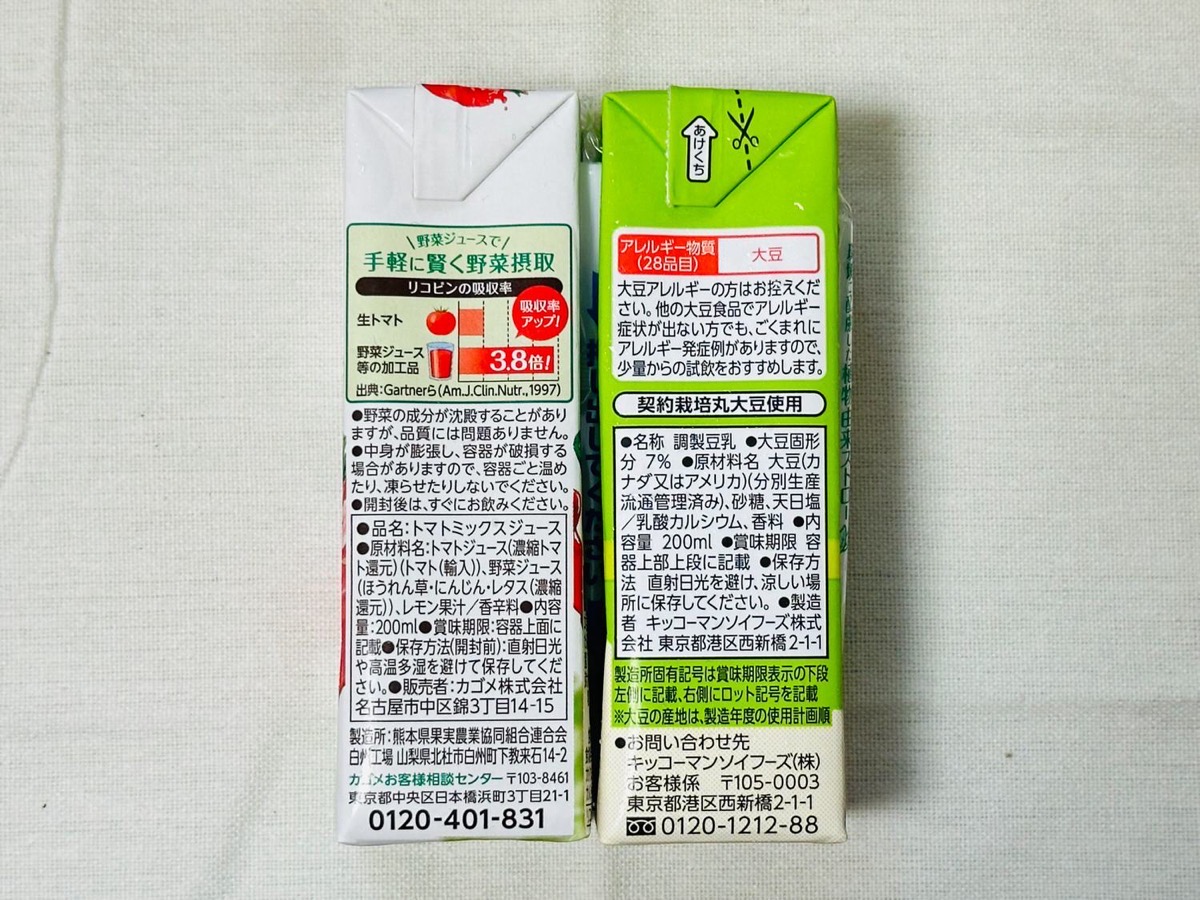 \野菜ジュースで/
手軽に賢く野菜摂取
リコピンの吸収率
生トマト
吸収率
アップ!
野菜ジュース
等の加工品
3.8倍!
出典:Gartnerら(Am.J.Clin.Nutr.,1997)
●野菜の成分が沈殿することがあり
ますが、品質には問題ありません。
●中身が膨張し、容器が破損する
場合がありますので、容器ごと温め
たり、凍らせたりしないでください。
●開封後は、すぐにお飲みください。
●品名:トマトミックスジュース
●原材料名:トマトジュース(濃縮トマ
ト還元)(トマト(輸入))、野菜ジュース
(ほうれん草・にんじん・レタス(濃縮
還元))、レモン果汁/香辛料●内容
量:200ml●賞味期限:容器上面に
記載●保存方法(開封前):直射日光
や高温多湿を避けて保存してくだ
さい。●販売者:カゴメ株式会社
名古屋市中区錦3丁目14-15
製造所:熊本県果実農業協同組合連合会
白州工場 山梨県北杜市白州町下教来石14-2
カゴメお客様相談センター 〒103-8461
東京都中央区日本橋浜町3丁目21-1
0120-401-831
あけくち
アレルギー物質
(28品目)
大豆
大豆アレルギーの方はお控えくだ
さい。他の大豆食品でアレルギー
症状が出ない方でも、ごくまれに
アレルギー発症例がありますので、
少量からの試飲をおすすめします。
契約栽培丸大豆使用
●名称 調製豆乳 ●大豆固形
分 7% ●原材料名 大豆(カ
ナダ又はアメリカ)(分別生産
流通管理済み)、砂糖、天日塩
/乳酸カルシウム、香料 ●内
容量 200ml ●賞味期限 容
器上部上段に記載 ●保存方
法 直射日光を避け、涼しい場
所に保存してください。 ●製造
者 キッコーマンソイフーズ株式
会社 東京都港区西新橋2-1-1
製造所固有記号は賞味期限表示の下段
左側に記載、右側にロット記号を記載
※大豆の産地は、製造年度の使用計画順
●お問い合わせ先
キッコーマンソイフーズ(株)
お客様係 〒105-0003
東京都港区西新橋2-1-1
0120-1212-88